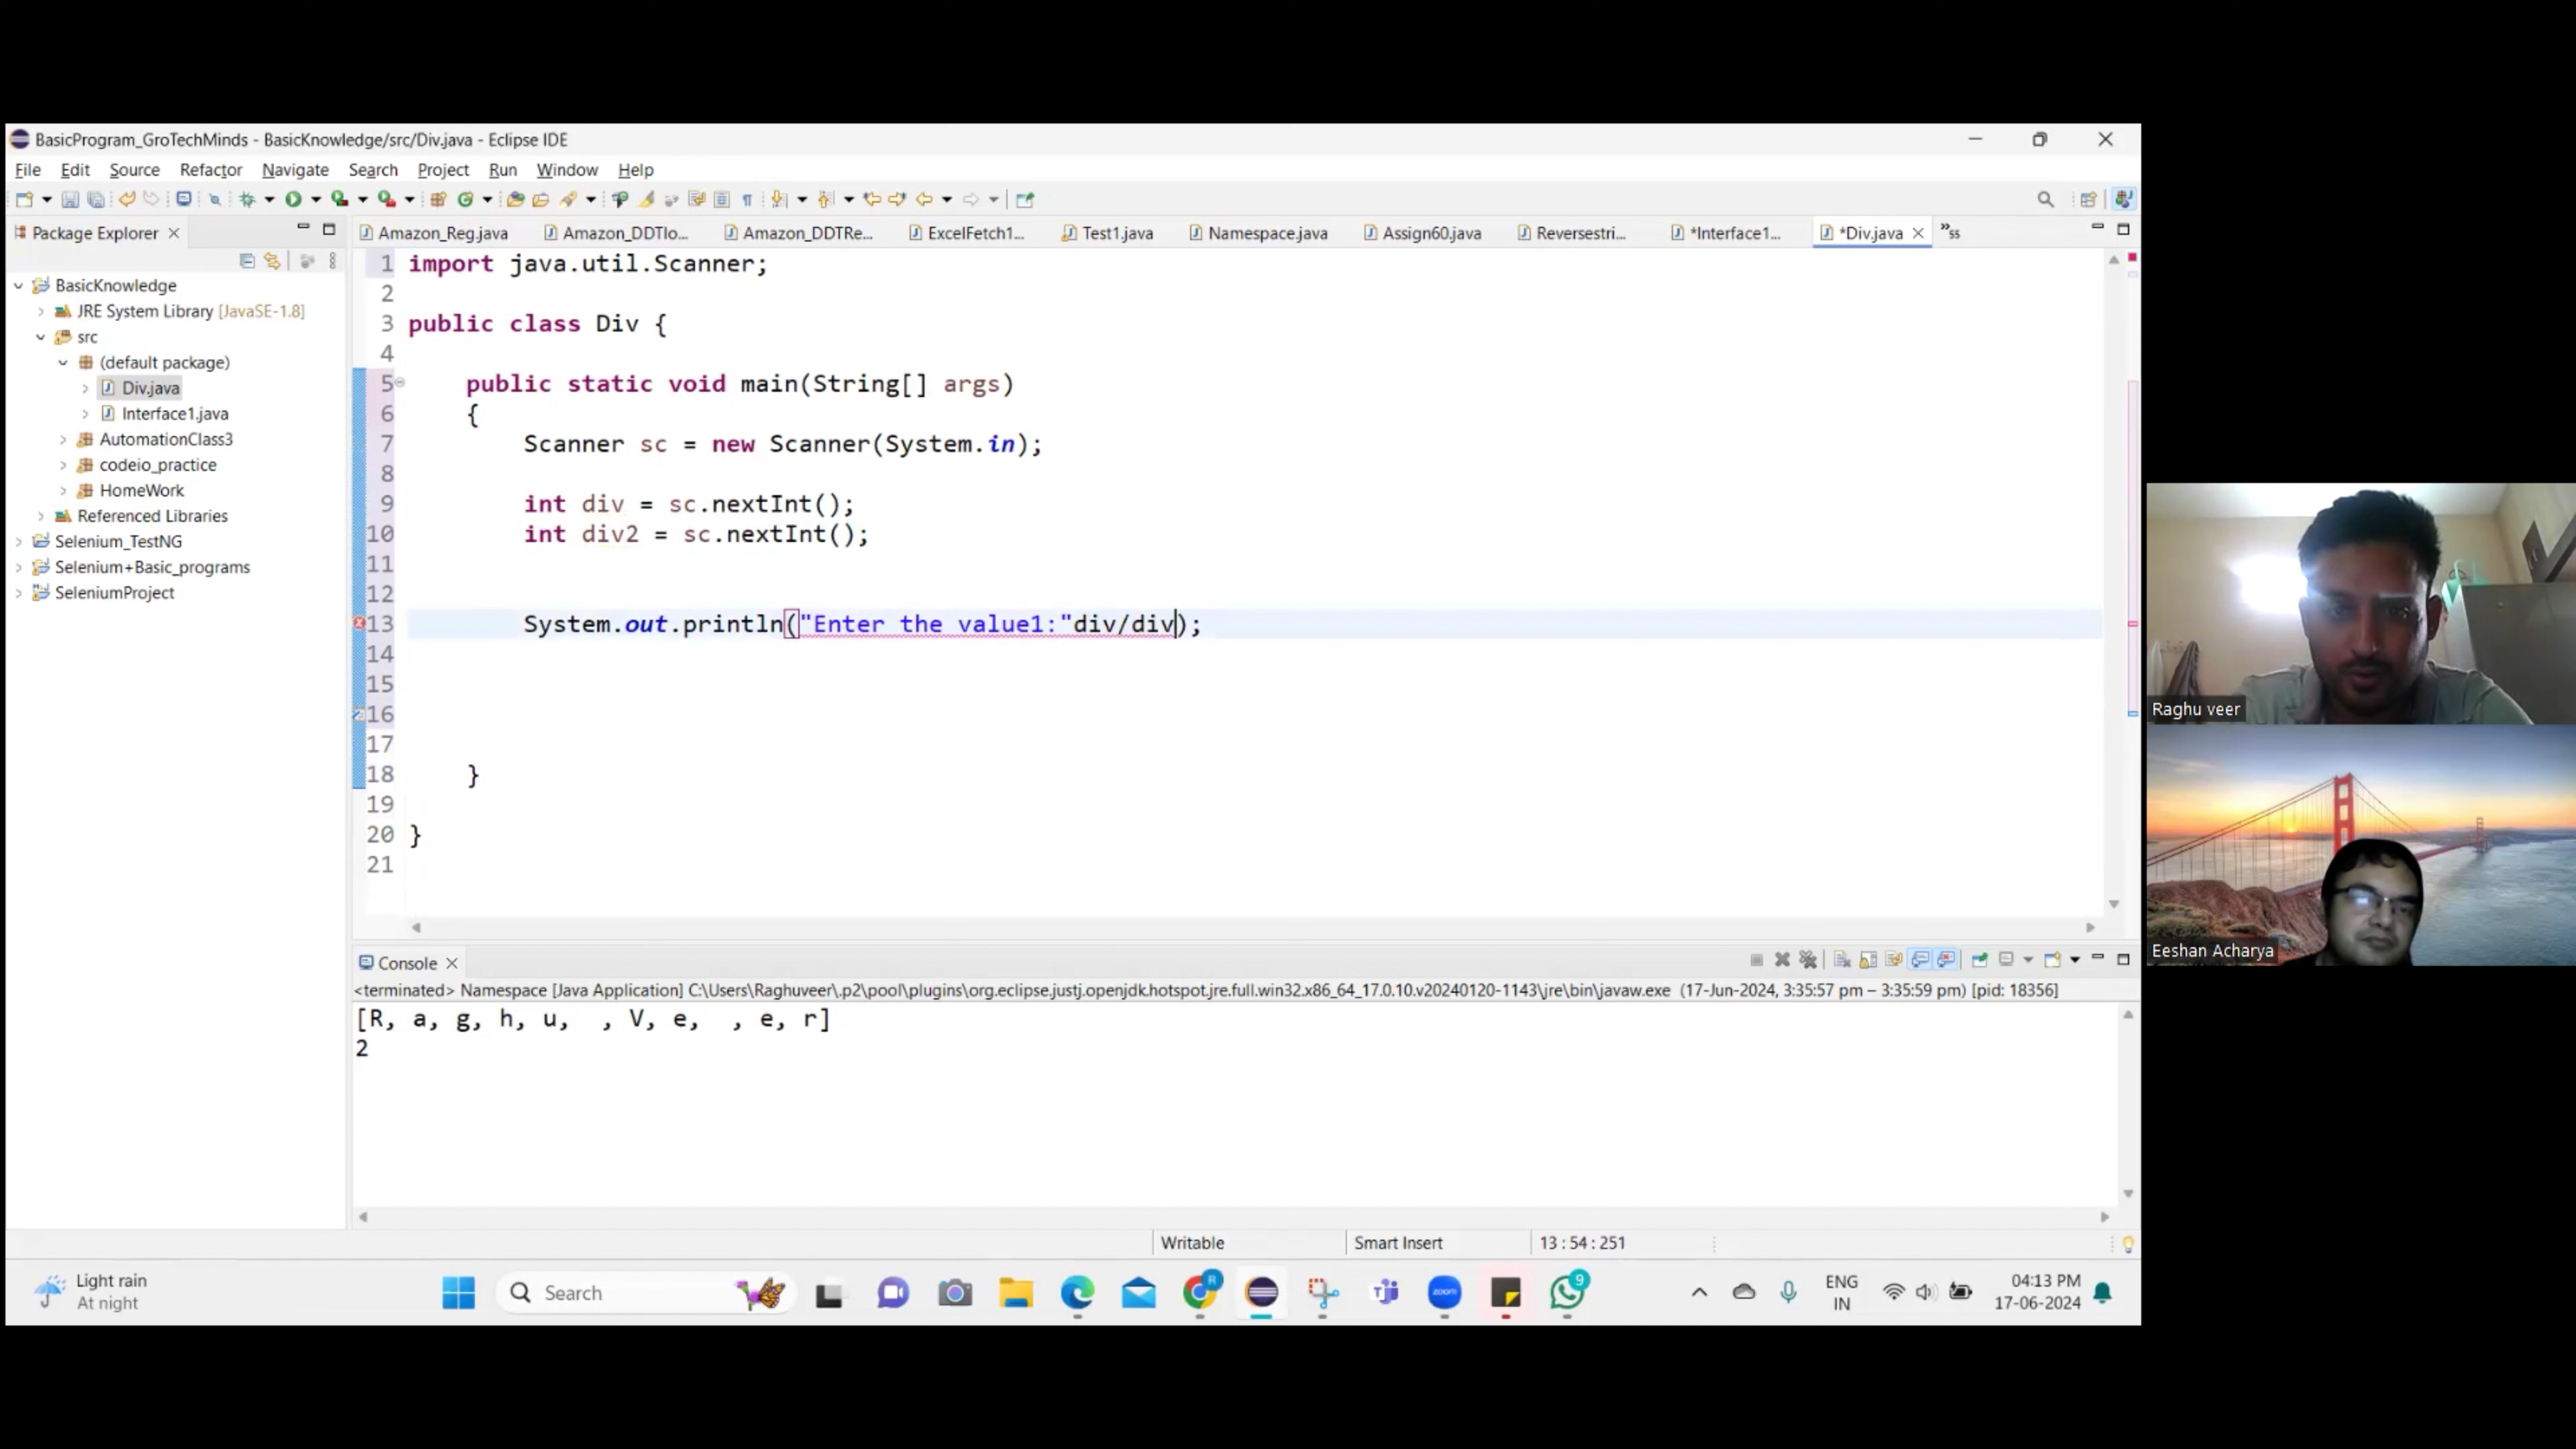 BasicProgram_GroTechMinds - BasicKnowledge/src/Div.java - Eclipse IDE
File Edit Source Refactor Navigate Search Project Run Window Help
Package Explorer
BasicKnowledge
JRE System Library [JavaSE-1.8]
src
(default package)
Div.java
Interface1.java
AutomationClass3
codeio_practice
HomeWork
Referenced Libraries
Selenium_TestNG
Selenium+Basic_programs
SeleniumProject
Amazon_Reg.java Amazon_DDTlo... Amazon_DDTRe... ExcelFetch1... Test1.java Namespace.java Assign60.java Reversestri... *Interface1... *Div.java »55
1 import java.util.Scanner;
2
3 public class Div {
4
5 public static void main(String[] args)
6 {
7 Scanner sc = new Scanner(System.in);
8
9 int div = sc.nextInt();
10 int div2 = sc.nextInt();
11
12
13 System.out.println("Enter the value1:"div/div);
14
15
16
17
18 }
19
20 }
21
Console
<terminated> Namespace [Java Application] C:\Users\Raghuveer\.p2\pool\plugins\org.eclipse.justj.openjdk.hotspot.jre.full.win32.x86_64_17.0.10.v20240120-1143\jre\bin\javaw.exe (17-Jun-2024, 3:35:57 pm – 3:35:59 pm) [pid: 18356]
[R, a, g, h, u,  , V, e,  , e, r]
2
Writable Smart Insert 13 : 54 : 251
Light rain
At night
Search
R
zoom
9
ENG
IN
04:13 PM
17-06-2024
Raghu veer
Eeshan Acharya